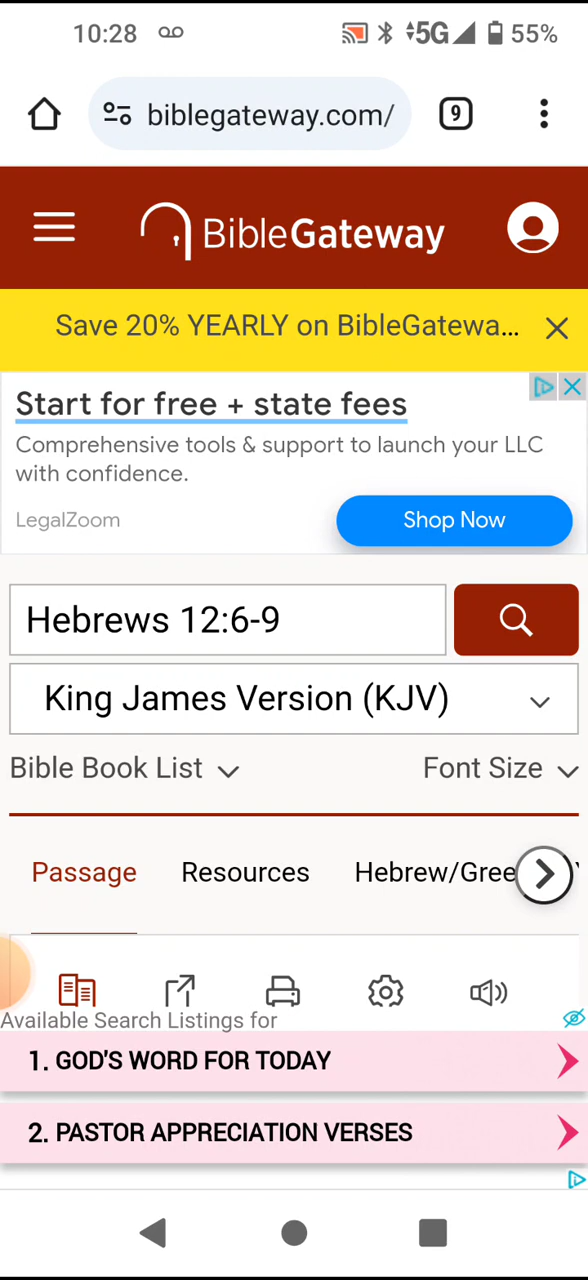 10:28 5G 55%
biblegateway.com/ 9
BibleGateway
Save 20% YEARLY on BibleGatewa...
Start for free + state fees
Comprehensive tools & support to launch your LLC
with confidence.
LegalZoom Shop Now
Hebrews 12:6-9
King James Version (KJV)
Bible Book List Font Size
Passage Resources Hebrew/Gree
Available Search Listings for
1. GOD'S WORD FOR TODAY
2. PASTOR APPRECIATION VERSES